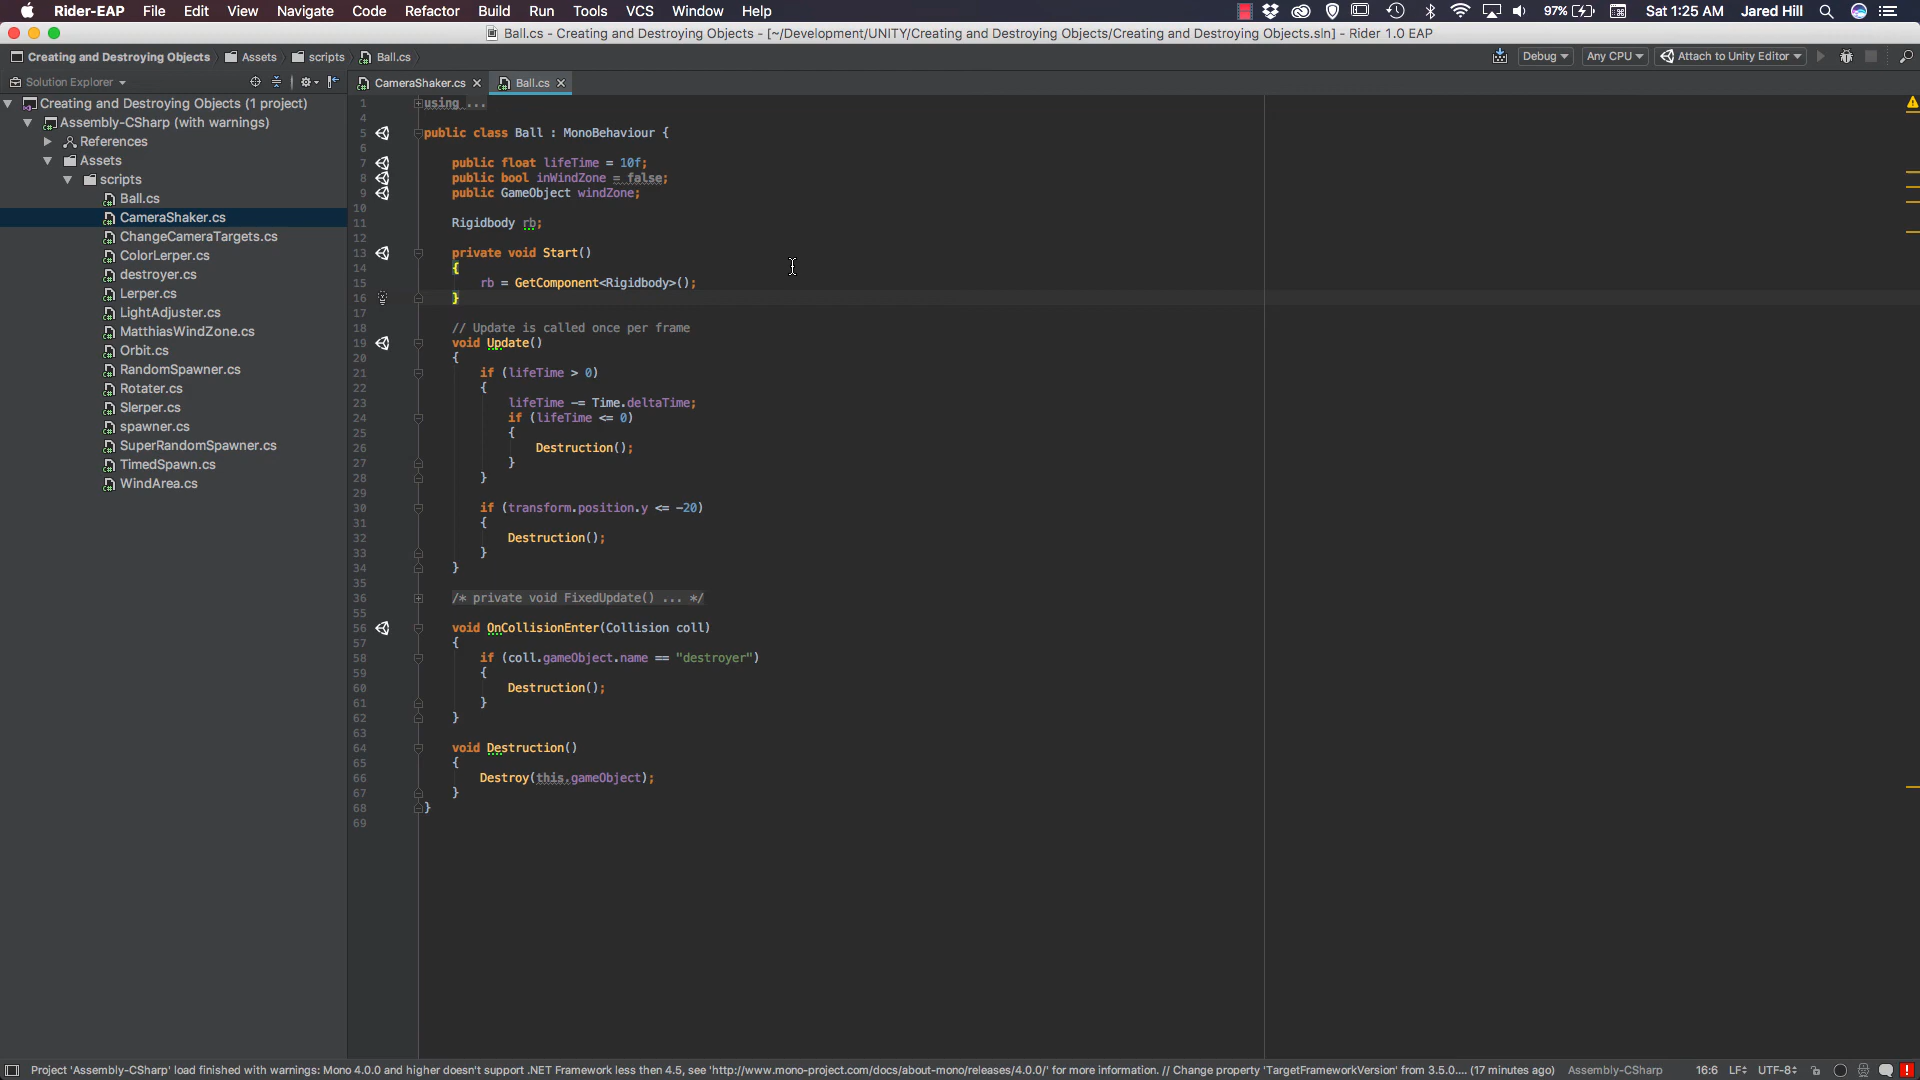 Rider-EAP File Edit View Navigate Code Refactor Build Run Tools VCS Window Help 97% Sat 1:25 AM Jared Hill
Ball.cs - Creating and Destroying Objects - [~/Development/UNITY/Creating and Destroying Objects/Creating and Destroying Objects.sln] - Rider 1.0 EAP
Creating and Destroying Objects Assets scripts Ball.cs Debug Any CPU Attach to Unity Editor
Solution Explorer CameraShaker.cs Ball.cs
Creating and Destroying Objects (1 project)
Assembly-CSharp (with warnings)
References
Assets
scripts
Ball.cs
CameraShaker.cs
ChangeCameraTargets.cs
ColorLerper.cs
destroyer.cs
Lerper.cs
LightAdjuster.cs
MatthiasWindZone.cs
Orbit.cs
RandomSpawner.cs
Rotater.cs
Slerper.cs
spawner.cs
SuperRandomSpawner.cs
TimedSpawn.cs
WindArea.cs
1 using ...
4
5 public class Ball : MonoBehaviour {
6
7 public float lifeTime = 10f;
8 public bool inWindZone = false;
9 public GameObject windZone;
10
11 Rigidbody rb;
12
13 private void Start()
14 {
15 rb = GetComponent<Rigidbody>();
16 }
17
18 // Update is called once per frame
19 void Update()
20 {
21 if (lifeTime > 0)
22 {
23 lifeTime -= Time.deltaTime;
24 if (lifeTime <= 0)
25 {
26 Destruction();
27 }
28 }
29
30 if (transform.position.y <= -20)
31 {
32 Destruction();
33 }
34 }
35
36 /* private void FixedUpdate() ... */
55
56 void OnCollisionEnter(Collision coll)
57 {
58 if (coll.gameObject.name == "destroyer")
59 {
60 Destruction();
61 }
62 }
63
64 void Destruction()
65 {
66 Destroy(this.gameObject);
67 }
68 }
69
Project 'Assembly-CSharp' load finished with warnings: Mono 4.0.0 and higher doesn't support .NET Framework less then 4.5, see 'http://www.mono-project.com/docs/about-mono/releases/4.0.0/' for more information. // Change property 'TargetFrameworkVersion' from 3.5.0.... (17 minutes ago) Assembly-CSharp 16:6 LF÷ UTF-8÷